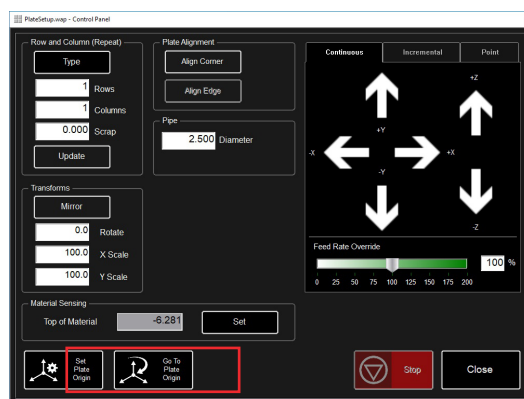 PlateSetup.wap - Control Panel
Row and Column (Repeat)
Type
1 Rows
1 Columns
0.000 Scrap
Update
Plate Alignment
Align Corner
Align Edge
Pipe
2.500 Diameter
Transforms
Mirror
0.0 Rotate
100.0 X Scale
100.0 Y Scale
Material Sensing
Top of Material -6.281 Set
Set
Plate
Origin
Go To
Plate
Origin
Continuous Incremental Point
+Z
+Y
-X +X
-Y
-Z
Feed Rate Override
100 %
0 25 50 75 100 125 150 175 200
Stop
Close